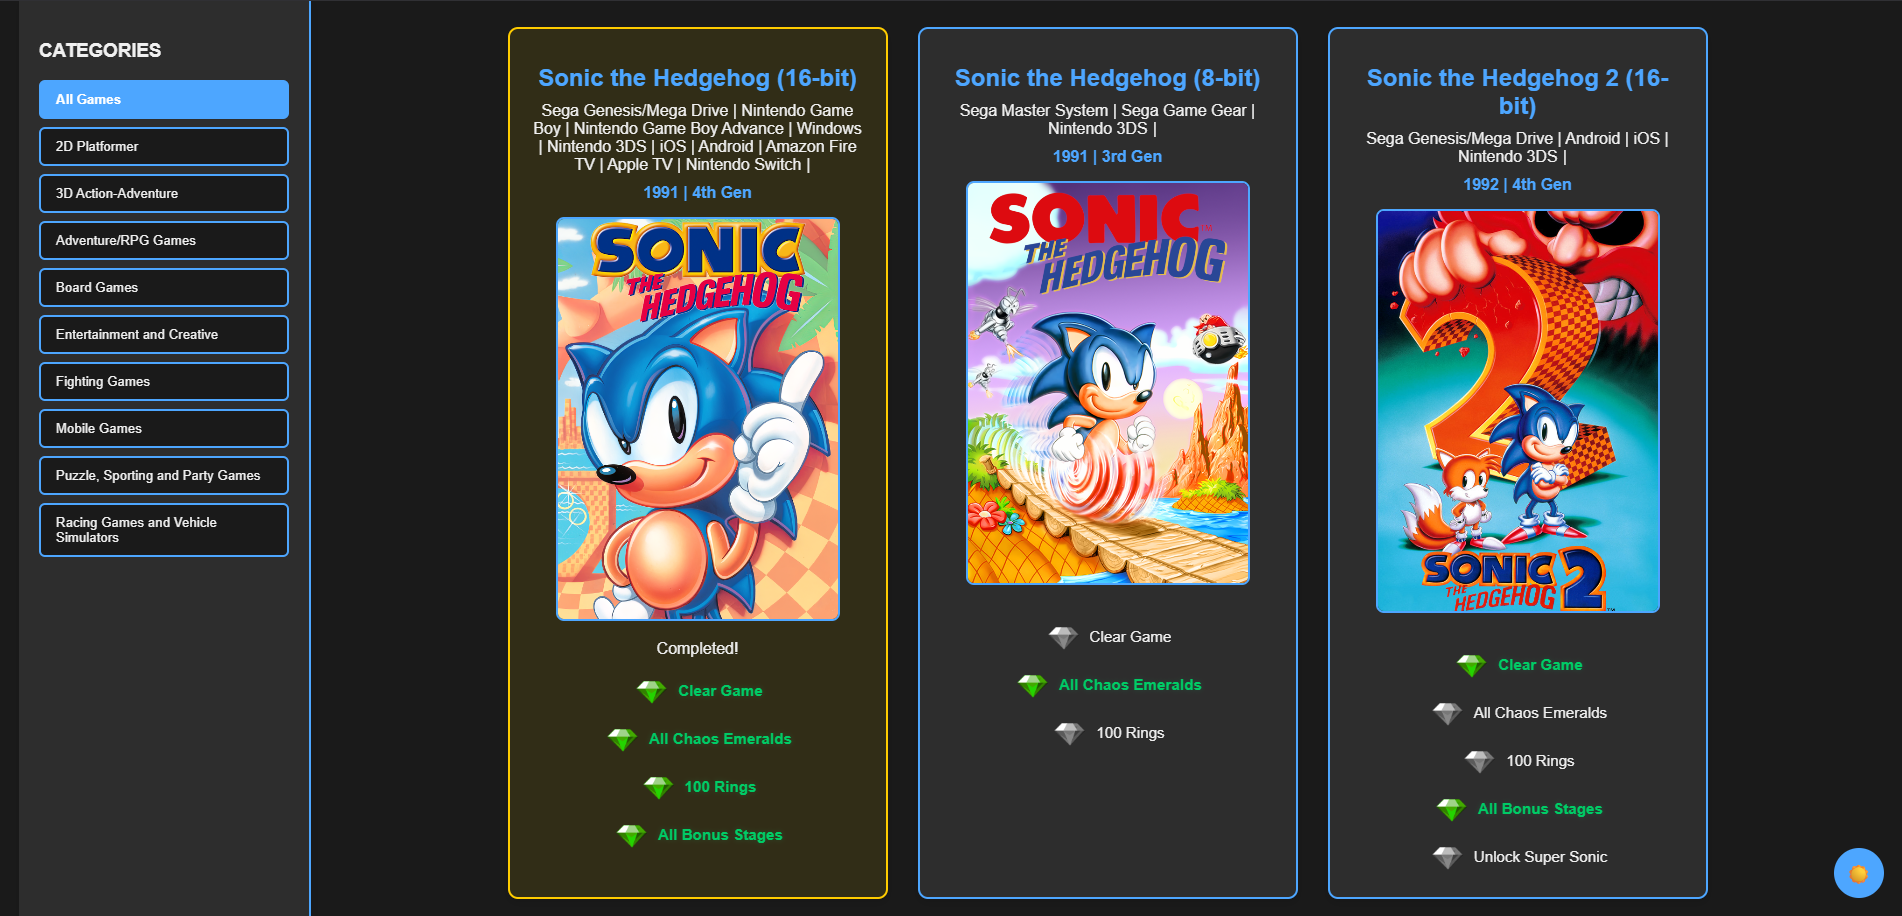 CATEGORIES
All Games
2D Platformer
3D Action-Adventure
Adventure/RPG Games
Board Games
Entertainment and Creative
Fighting Games
Mobile Games
Puzzle, Sporting and Party Games
Racing Games and Vehicle
Simulators
Sonic the Hedgehog (16-bit)
Sega Genesis/Mega Drive | Nintendo Game
Boy | Nintendo Game Boy Advance | Windows
| Nintendo 3DS | iOS | Android | Amazon Fire
TV | Apple TV | Nintendo Switch |
1991 | 4th Gen
SONIC
THE
HEDGEHOG
Completed!
Clear Game
All Chaos Emeralds
100 Rings
All Bonus Stages
Sonic the Hedgehog (8-bit)
Sega Master System | Sega Game Gear |
Nintendo 3DS |
1991 | 3rd Gen
SONIC
TM
THE
HEDGEHOG
Clear Game
All Chaos Emeralds
100 Rings
Sonic the Hedgehog 2 (16-
bit)
Sega Genesis/Mega Drive | Android | iOS |
Nintendo 3DS |
1992 | 4th Gen
2
SONIC 2
THE
HEDGEHOG
TM
Clear Game
All Chaos Emeralds
100 Rings
All Bonus Stages
Unlock Super Sonic